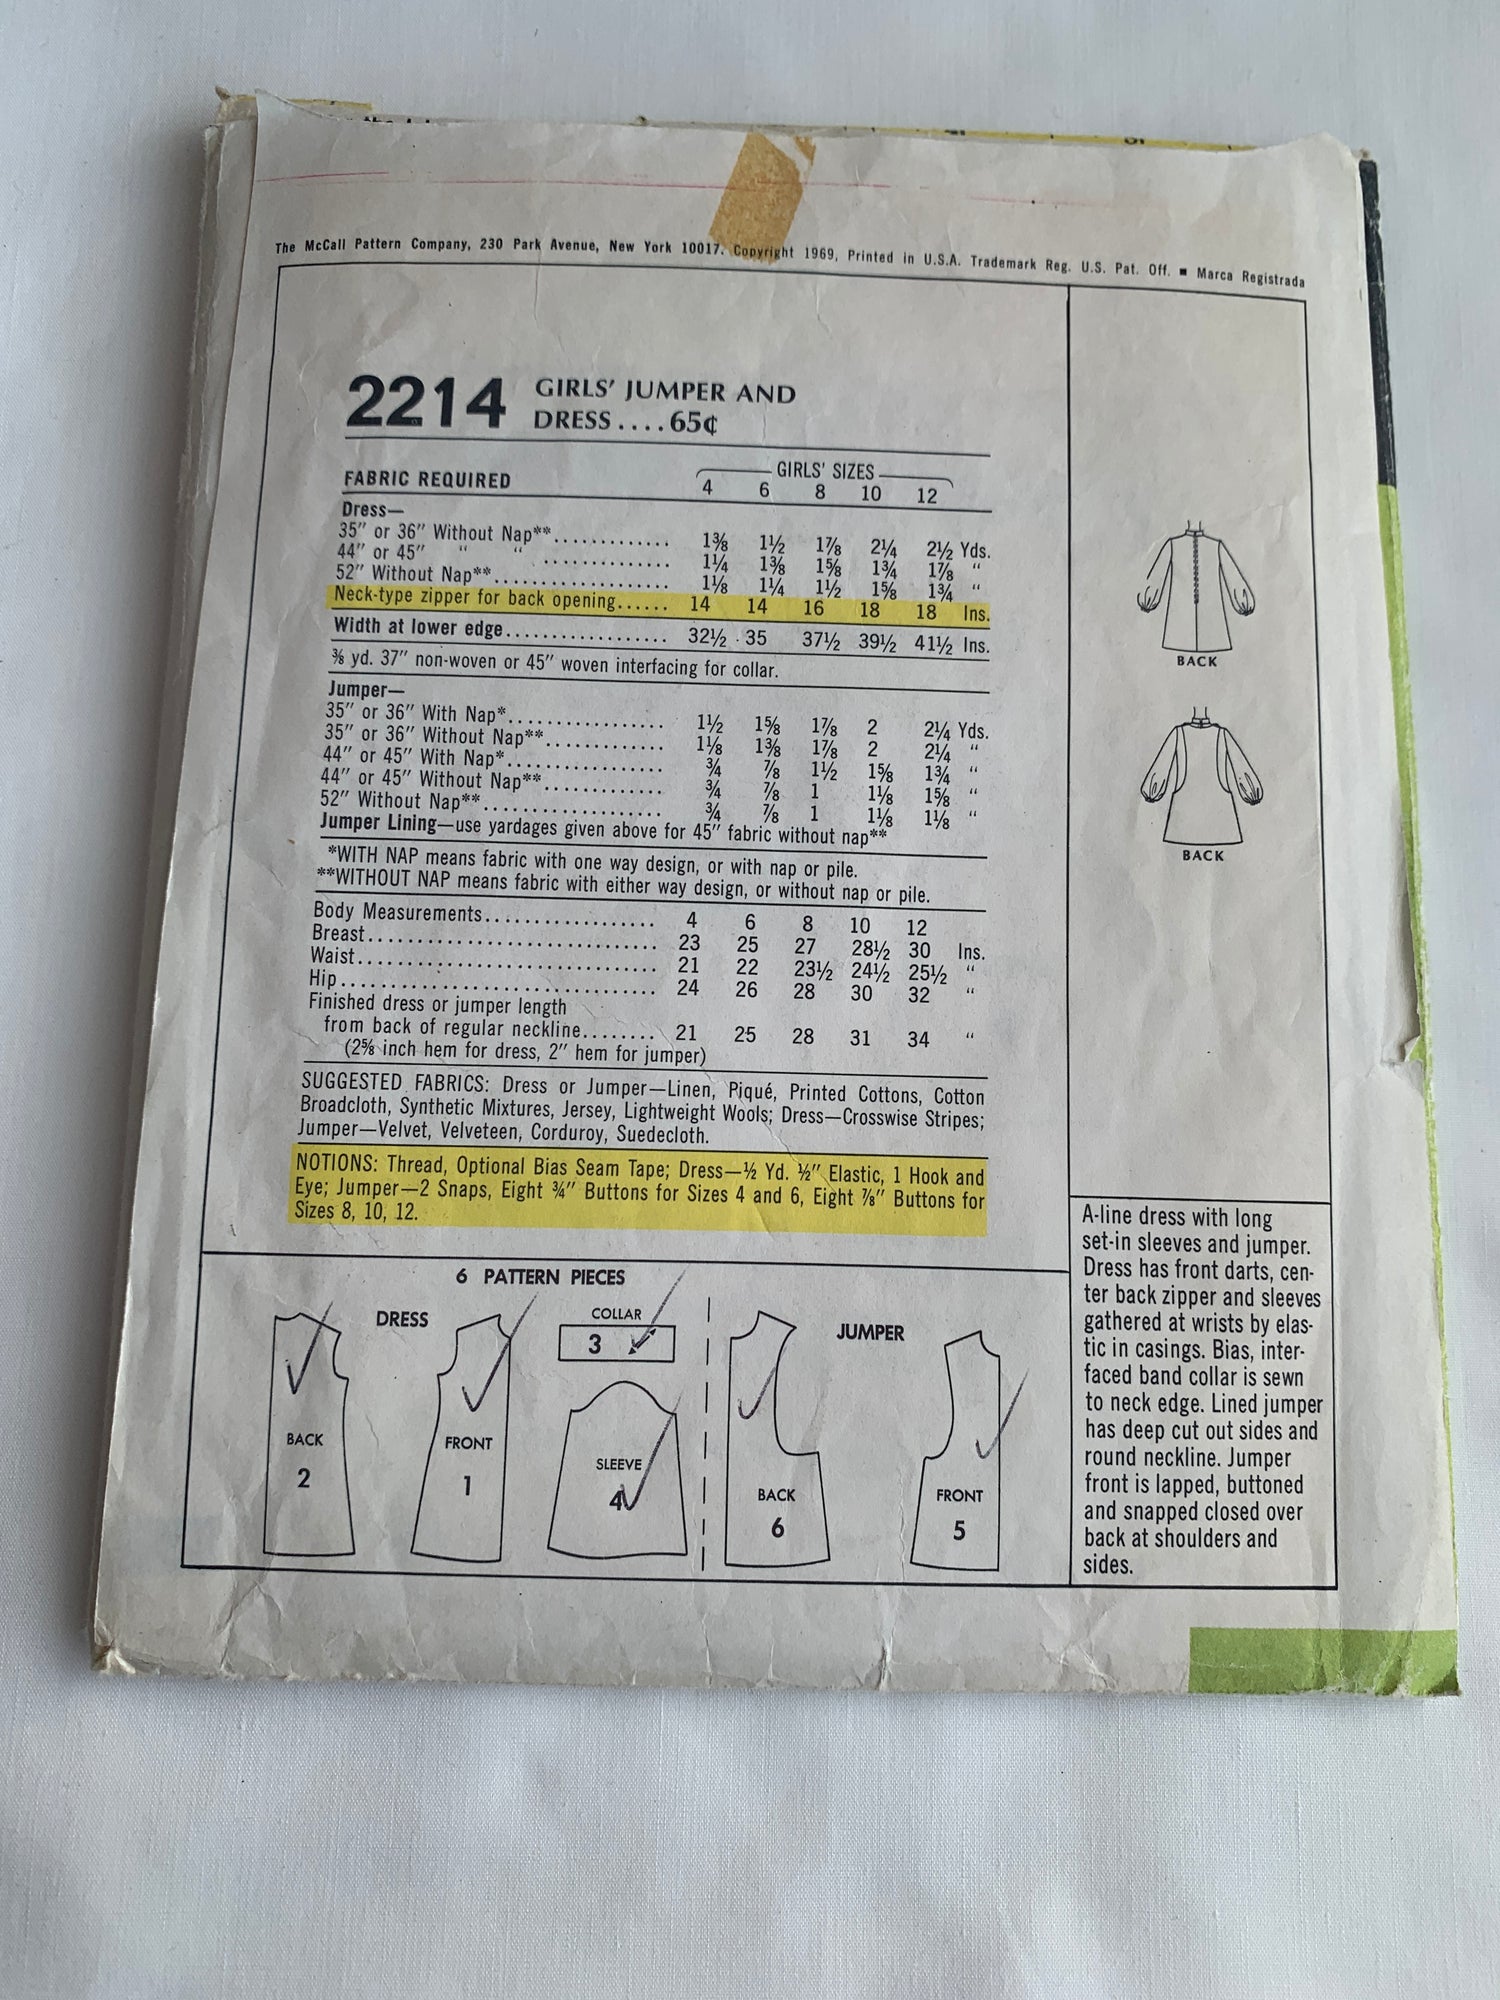 The McCall Pattern Company, 230 Park Avenue, New York 10017. Copyright 1969, Printed in U.S.A. Trademark Reg. U.S. Pat. Off. ■ Marca Registrada
2214 GIRLS' JUMPER AND
DRESS....65¢
GIRLS' SIZES
FABRIC REQUIRED 4 6 8 10 12
Dress—
35" or 36" Without Nap**............. 1⅜ 1½ 1⅞ 2¼ 2½ Yds.
44" or 45" " " .............. 1¼ 1⅜ 1⅝ 1¾ 1⅞ "
52" Without Nap**................... 1⅛ 1¼ 1½ 1⅝ 1¾ "
Neck-type zipper for back opening...... 14 14 16 18 18 Ins.
Width at lower edge.................. 32½ 35 37½ 39½ 41½ Ins.
⅜ yd. 37" non-woven or 45" woven interfacing for collar.
Jumper—
35" or 36" With Nap*................. 1½ 1⅝ 1⅞ 2 2¼ Yds.
35" or 36" Without Nap**............. 1⅛ 1⅜ 1⅞ 2 2¼ "
44" or 45" With Nap*................. ¾ ⅞ 1½ 1⅝ 1¾ "
44" or 45" Without Nap**............. ¾ ⅞ 1 1⅛ 1⅝ "
52" Without Nap**................... ¾ ⅞ 1 1⅛ 1⅛ "
Jumper Lining—use yardages given above for 45" fabric without nap**
*WITH NAP means fabric with one way design, or with nap or pile.
**WITHOUT NAP means fabric with either way design, or without nap or pile.
Body Measurements................... 4 6 8 10 12
Breast................................ 23 25 27 28½ 30 Ins.
Waist................................. 21 22 23½ 24½ 25½ "
Hip................................... 24 26 28 30 32 "
Finished dress or jumper length
from back of regular neckline........ 21 25 28 31 34 "
(2⅝ inch hem for dress, 2" hem for jumper)
SUGGESTED FABRICS: Dress or Jumper—Linen, Piqué, Printed Cottons, Cotton
Broadcloth, Synthetic Mixtures, Jersey, Lightweight Wools; Dress—Crosswise Stripes;
Jumper—Velvet, Velveteen, Corduroy, Suedecloth.
NOTIONS: Thread, Optional Bias Seam Tape; Dress—½ Yd. ½" Elastic, 1 Hook and
Eye; Jumper—2 Snaps, Eight ¾" Buttons for Sizes 4 and 6, Eight ⅞" Buttons for
Sizes 8, 10, 12.
BACK
BACK
A-line dress with long
set-in sleeves and jumper.
Dress has front darts, cen-
ter back zipper and sleeves
gathered at wrists by elas-
tic in casings. Bias, inter-
faced band collar is sewn
to neck edge. Lined jumper
has deep cut out sides and
round neckline. Jumper
front is lapped, buttoned
and snapped closed over
back at shoulders and
sides.
6 PATTERN PIECES
DRESS
COLLAR
3
JUMPER
BACK
2
FRONT
1
SLEEVE
4
BACK
6
FRONT
5